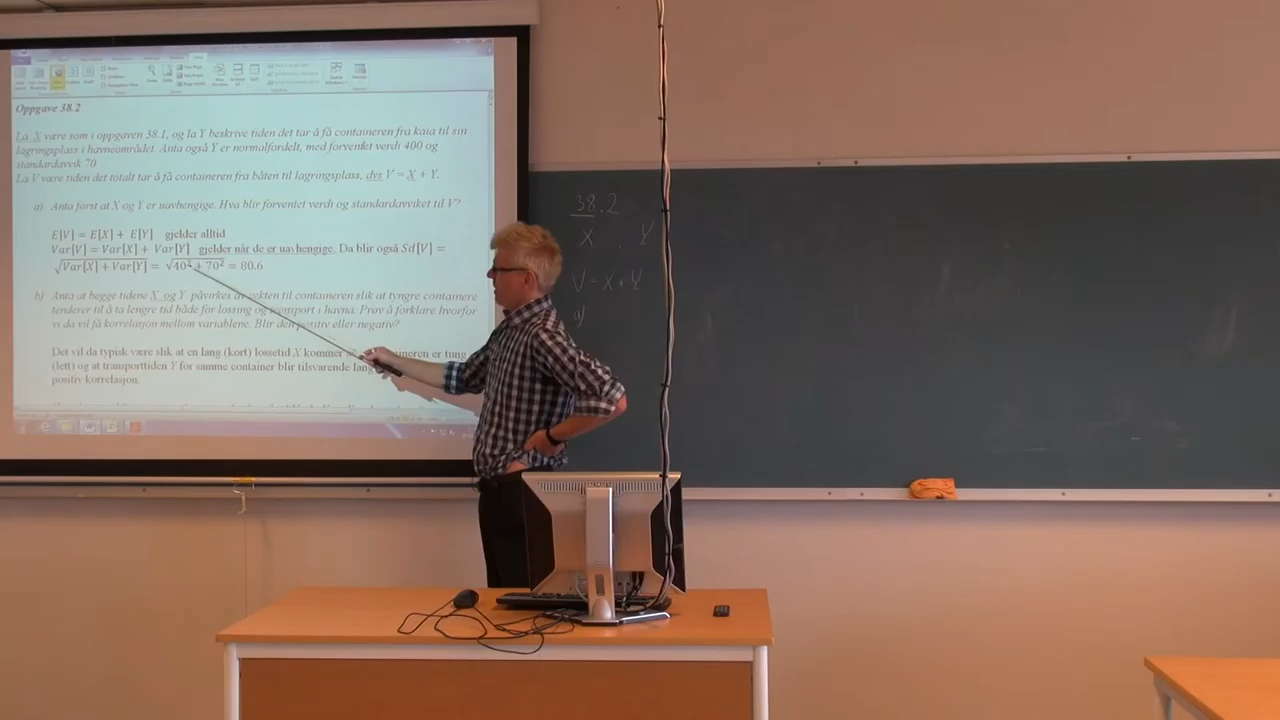 Oppgave 38.2
La X være som i oppgaven 38.1, og la Y beskrive tiden det tar å få containeren fra kaia til sin
lagringsplass i havneområdet. Anta også Y er normalfordelt, med forventet verdi 400 og
standardavvik 70
La V være tiden det totalt tar å få containeren fra båten til lagringsplass, dvs V = X + Y.
a) Anta først at X og Y er uavhengige. Hva blir forventet verdi og standardavviket til V?
E[V] = E[X] + E[Y] gjelder alltid
Var[V] = Var[X] + Var[Y] gjelder når de er uavhengige. Da blir også Sd[V] =
√Var[X] + Var[Y] = √40² + 70² = 80.6
b) Anta at begge tidene X og Y påvirkes av vekten til containeren slik at tyngre containere
tenderer til å ta lengre tid både for lossing og transport i havna. Prøv å forklare hvorfor
vi da vil få korrelasjon mellom variablene. Blir den positiv eller negativ?
Det vil da typisk være slik at en lang (kort) lossetid X kommer er tung
(lett) og at transporttiden Y for samme container blir tilsvarende
positiv korrelasjon.
38.2
X , Y
V = X + Y
a)